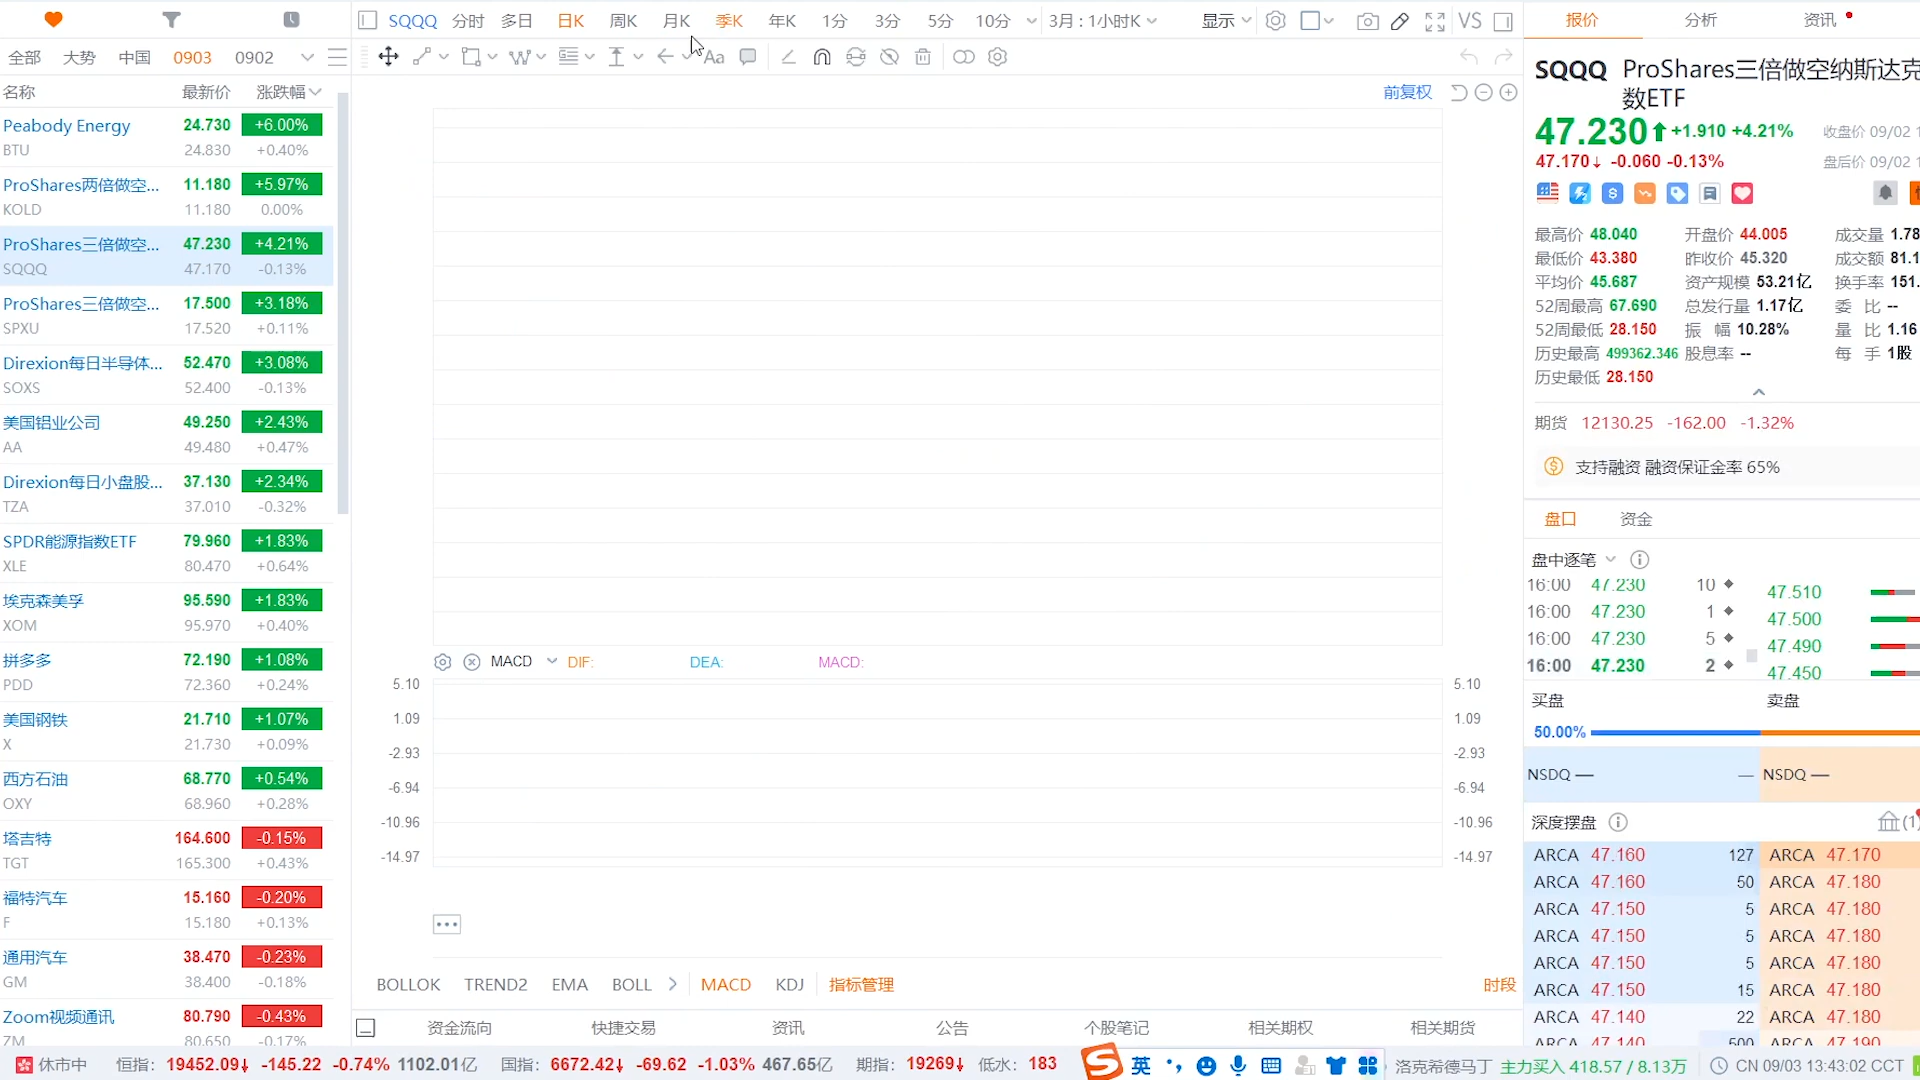 SQQQ 分时 多日 日K 周K 月K 季K 年K 1分 3分 5分 10分 3月 : 1小时K 显示 VS
报价 分析 资讯
全部 大势 中国 0903 0902
Aa
名称 最新价 涨跌幅
Peabody Energy 24.730 +6.00%
BTU 24.830 +0.40%
ProShares两倍做空... 11.180 +5.97%
KOLD 11.180 0.00%
ProShares三倍做空... 47.230 +4.21%
SQQQ 47.170 -0.13%
ProShares三倍做空... 17.500 +3.18%
SPXU 17.520 +0.11%
Direxion每日半导体... 52.470 +3.08%
SOXS 52.400 -0.13%
美国铝业公司 49.250 +2.43%
AA 49.480 +0.47%
Direxion每日小盘股... 37.130 +2.34%
TZA 37.010 -0.32%
SPDR能源指数ETF 79.960 +1.83%
XLE 80.470 +0.64%
埃克森美孚 95.590 +1.83%
XOM 95.970 +0.40%
拼多多 72.190 +1.08%
PDD 72.360 +0.24%
美国钢铁 21.710 +1.07%
X 21.730 +0.09%
西方石油 68.770 +0.54%
OXY 68.960 +0.28%
塔吉特 164.600 -0.15%
TGT 165.300 +0.43%
福特汽车 15.160 -0.20%
F 15.180 +0.13%
通用汽车 38.470 -0.23%
GM 38.400 -0.18%
Zoom视频通讯 80.790 -0.43%
ZM 80.650 -0.17%
前复权
MACD DIF: DEA: MACD:
5.10 5.10
1.09 1.09
-2.93 -2.93
-6.94 -6.94
-10.96 -10.96
-14.97 -14.97
BOLLOK TREND2 EMA BOLL MACD KDJ 指标管理 时段
资金流向 快捷交易 资讯 公告 个股笔记 相关期权 相关期货
SQQQ ProShares三倍做空纳斯达克
数ETF
47.230 +1.910 +4.21% 收盘价 09/02 1
47.170↓ -0.060 -0.13% 盘后价 09/02 1
最高价 48.040 开盘价 44.005 成交量 1.78
最低价 43.380 昨收价 45.320 成交额 81.1
平均价 45.687 资产规模 53.21亿 换手率 151.
52周最高 67.690 总发行量 1.17亿 委 比 --
52周最低 28.150 振 幅 10.28% 量 比 1.16
历史最高 499362.346 股息率 -- 每 手 1股
历史最低 28.150
期货 12130.25 -162.00 -1.32%
支持融资 融资保证金率 65%
盘口 资金
盘中逐笔
16:00 47.230 10 47.510
16:00 47.230 1 47.500
16:00 47.230 5 47.490
16:00 47.230 2 47.450
买盘 卖盘
50.00%
NSDQ — — NSDQ —
深度摆盘 (1)
ARCA 47.160 127 ARCA 47.170
ARCA 47.160 50 ARCA 47.180
ARCA 47.150 5 ARCA 47.180
ARCA 47.150 5 ARCA 47.180
ARCA 47.150 5 ARCA 47.180
ARCA 47.150 15 ARCA 47.180
ARCA 47.140 22 ARCA 47.180
ARCA 47.140 500 ARCA 47.190
休市中 恒指: 19452.09↓ -145.22 -0.74% 1102.01亿 国指: 6672.42↓ -69.62 -1.03% 467.65亿 期指: 19269↓ 低水: 183 英 洛克希德马丁 主力买入 418.57 / 8.13万 CN 09/03 13:43:02 CCT